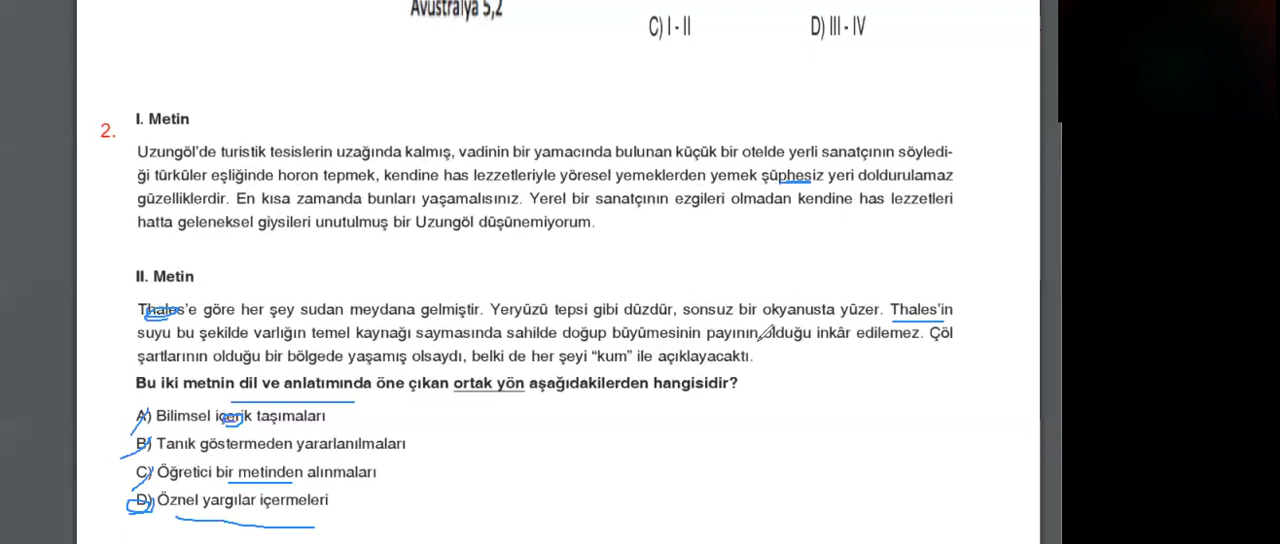 Avustralya 5,2
C) I - II
D) III - IV
2.
I. Metin
Uzungöl’de turistik tesislerin uzağında kalmış, vadinin bir yamacında bulunan küçük bir otelde yerli sanatçının söyledi-
ği türküler eşliğinde horon tepmek, kendine has lezzetleriyle yöresel yemeklerden yemek şüphesiz yeri doldurulamaz
güzelliklerdir. En kısa zamanda bunları yaşamalısınız. Yerel bir sanatçının ezgileri olmadan kendine has lezzetleri
hatta geleneksel giysileri unutulmuş bir Uzungöl düşünemiyorum.
II. Metin
Thales’e göre her şey sudan meydana gelmiştir. Yeryüzü tepsi gibi düzdür, sonsuz bir okyanusta yüzer. Thales’in
suyu bu şekilde varlığın temel kaynağı saymasında sahilde doğup büyümesinin payının olduğu inkâr edilemez. Çöl
şartlarının olduğu bir bölgede yaşamış olsaydı, belki de her şeyi “kum” ile açıklayacaktı.
Bu iki metnin dil ve anlatımında öne çıkan ortak yön aşağıdakilerden hangisidir?
A) Bilimsel içerik taşımaları
B) Tanık göstermeden yararlanılmaları
C) Öğretici bir metinden alınmaları
D) Öznel yargılar içermeleri